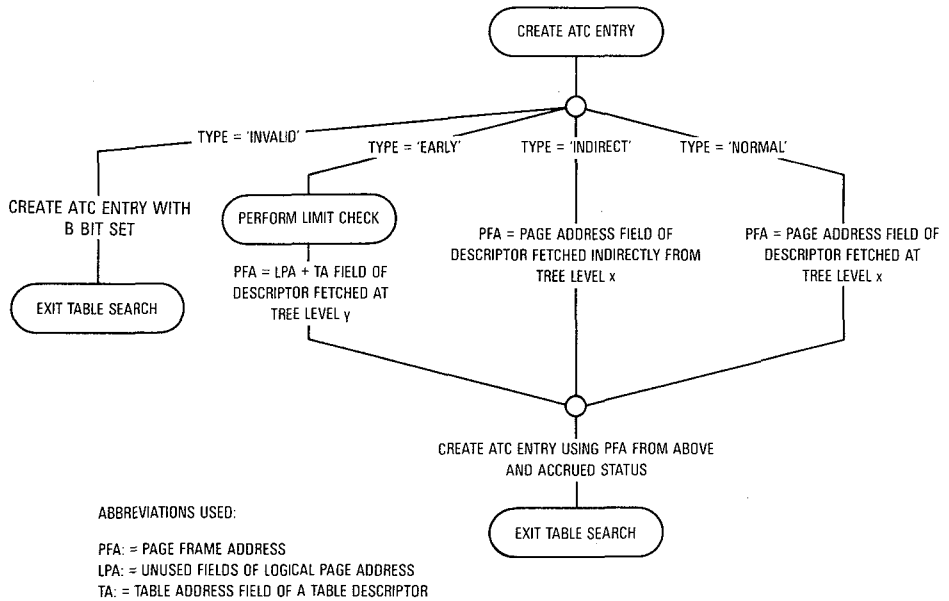 CREATE ATC ENTRY
TYPE = 'INVALID'
TYPE = 'EARLY'
TYPE = 'INDIRECT'
TYPE = 'NORMAL'
CREATE ATC ENTRY WITH
B BIT SET
EXIT TABLE SEARCH
PERFORM LIMIT CHECK
PFA = LPA + TA FIELD OF
DESCRIPTOR FETCHED AT
TREE LEVEL y
PFA = PAGE ADDRESS FIELD OF
DESCRIPTOR FETCHED INDIRECTLY FROM
TREE LEVEL x
PFA = PAGE ADDRESS FIELD OF
DESCRIPTOR FETCHED AT
TREE LEVEL x
CREATE ATC ENTRY USING PFA FROM ABOVE
AND ACCRUED STATUS
EXIT TABLE SEARCH
ABBREVIATIONS USED:
PFA: = PAGE FRAME ADDRESS
LPA: = UNUSED FIELDS OF LOGICAL PAGE ADDRESS
TA: = TABLE ADDRESS FIELD OF A TABLE DESCRIPTOR